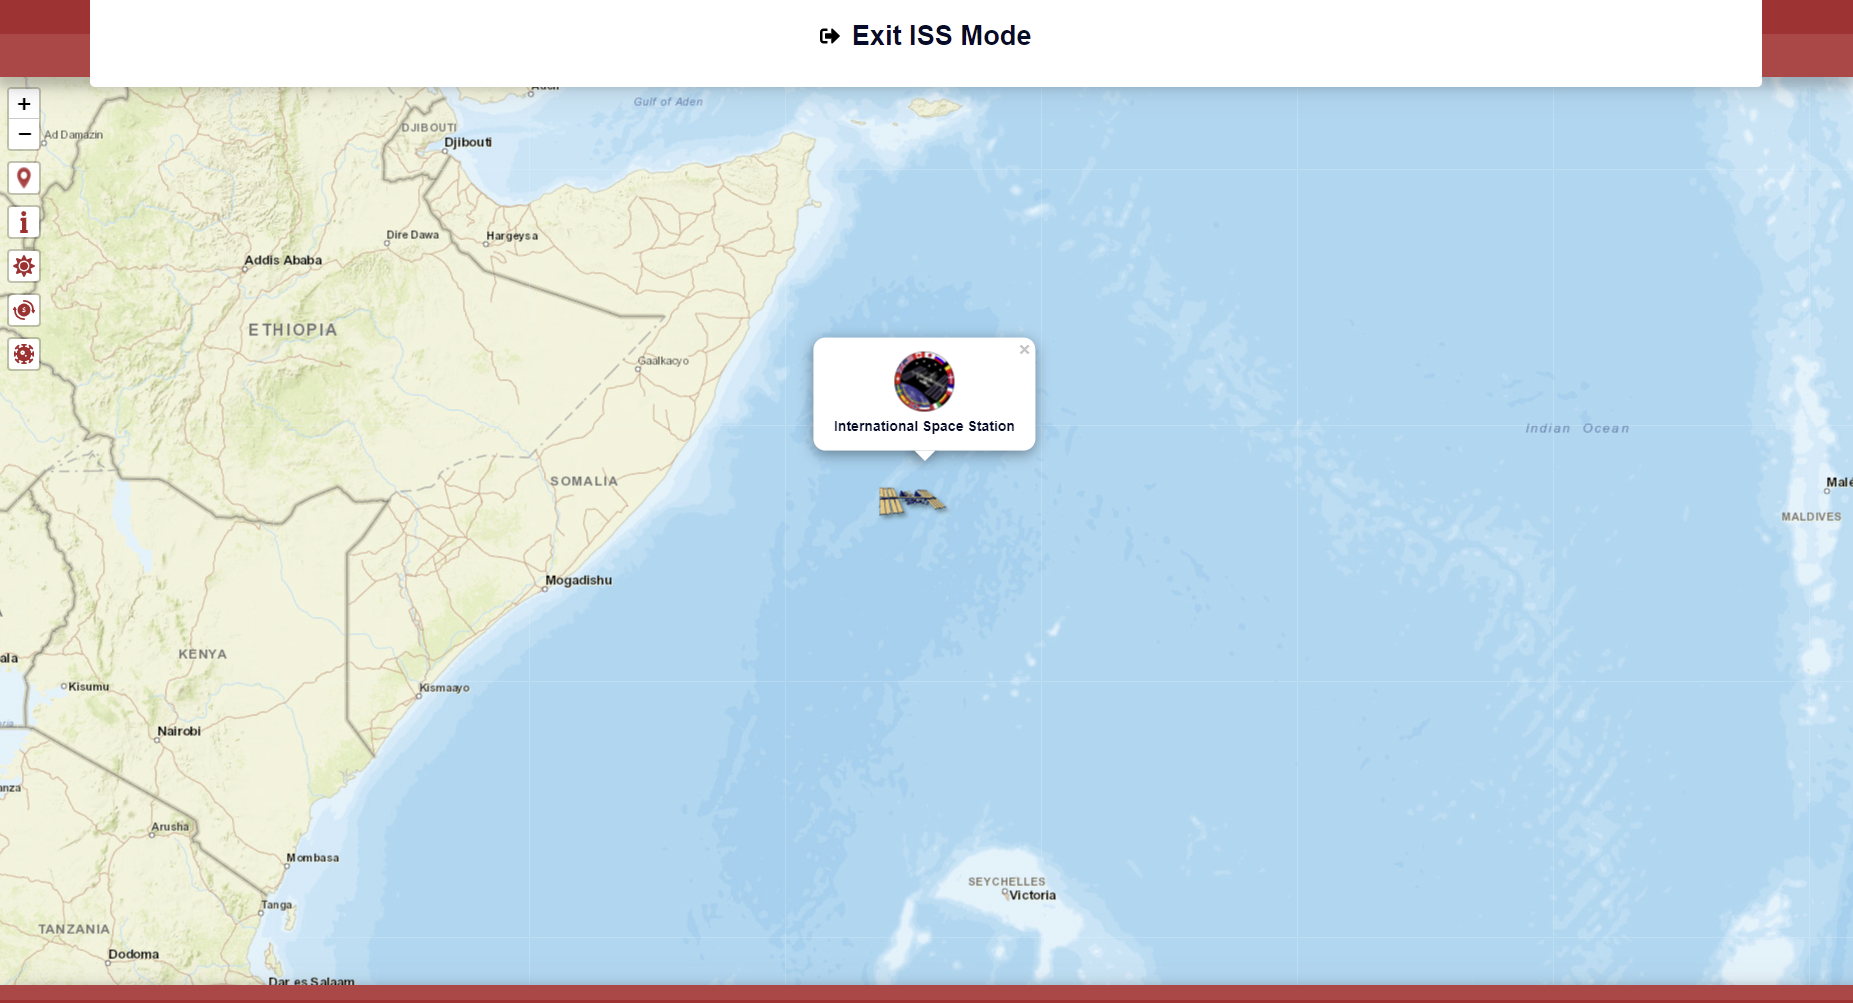 Exit ISS Mode
+
Gulf of Aden
−
DJIBOUTI
Ad Damazin
Djibouti
Dire Dawa
Hargeysa
Addis Ababa
ETHIOPIA
Gaalkacyo
International Space Station
Indian Ocean
SOMALIA
Malé
MALDIVES
Mogadishu
KENYA
ala
Kisumu
Kismaayo
Nairobi
anza
Arusha
Mombasa
SEYCHELLES
Victoria
Tanga
TANZANIA
Dodoma
Dar es Salaam